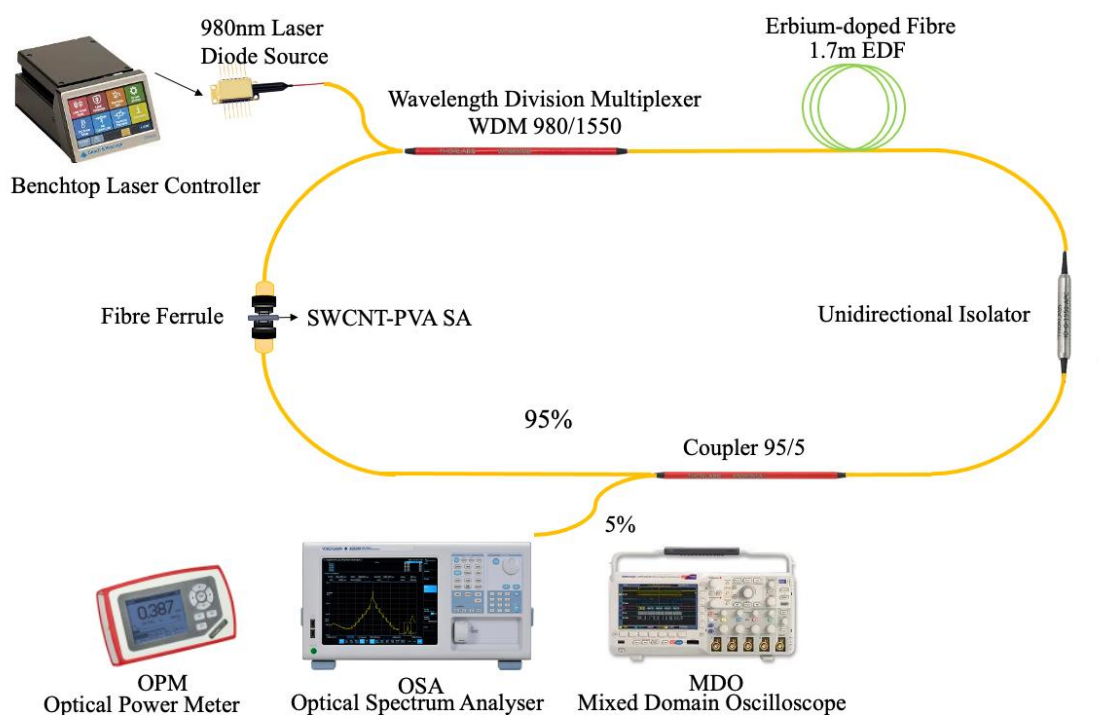 980nm Laser
Diode Source
Erbium-doped Fibre
1.7m EDF
Wavelength Division Multiplexer
WDM 980/1550
THORLABS
Benchtop Laser Controller
Fibre Ferrule
SWCNT-PVA SA
Unidirectional Isolator
95%
Coupler 95/5
5%
YOKOGAWA
0.387
OPM
Optical Power Meter
OSA
Optical Spectrum Analyser
MDO
Mixed Domain Oscilloscope